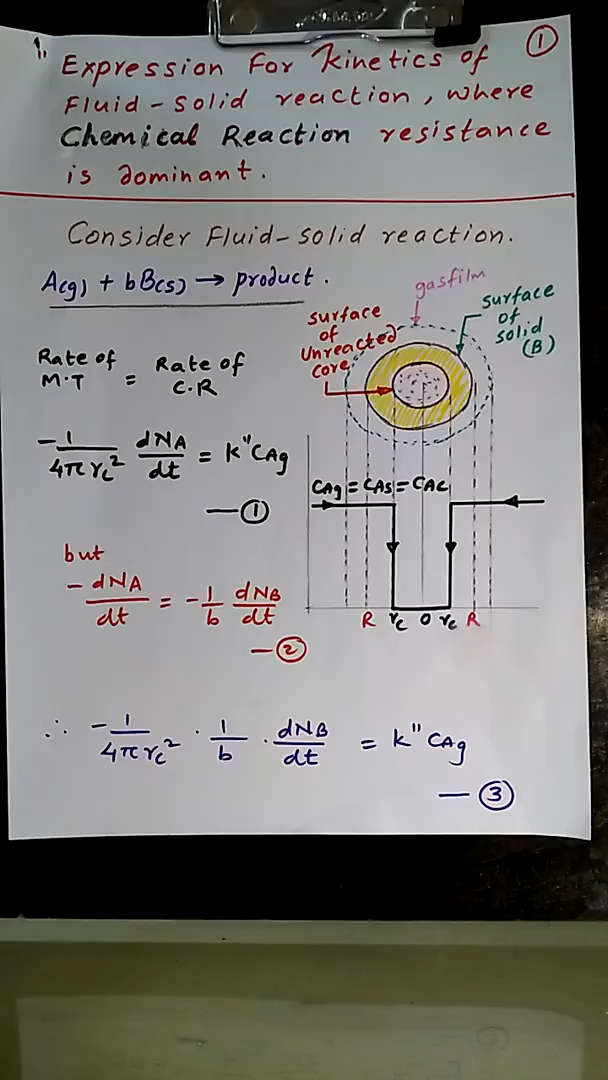 1.
①
Expression for kinetics of
Fluid-solid reaction, where
Chemical Reaction resistance
is dominant.
Consider Fluid-solid reaction.
A(g) + bB(s) → product.
gasfilm
surface
of
solid
(B)
surface
of
Unreacted
core
Rate of M.T = Rate of C.R
-1/4πrc² dNA/dt = k"CAg
—①
CAg = CAs = CAc
R rc O rc R
but
-dNA/dt = -1/b dNB/dt
—②
∴ -1/4πrc² · 1/b · dNB/dt = k" CAg
—③